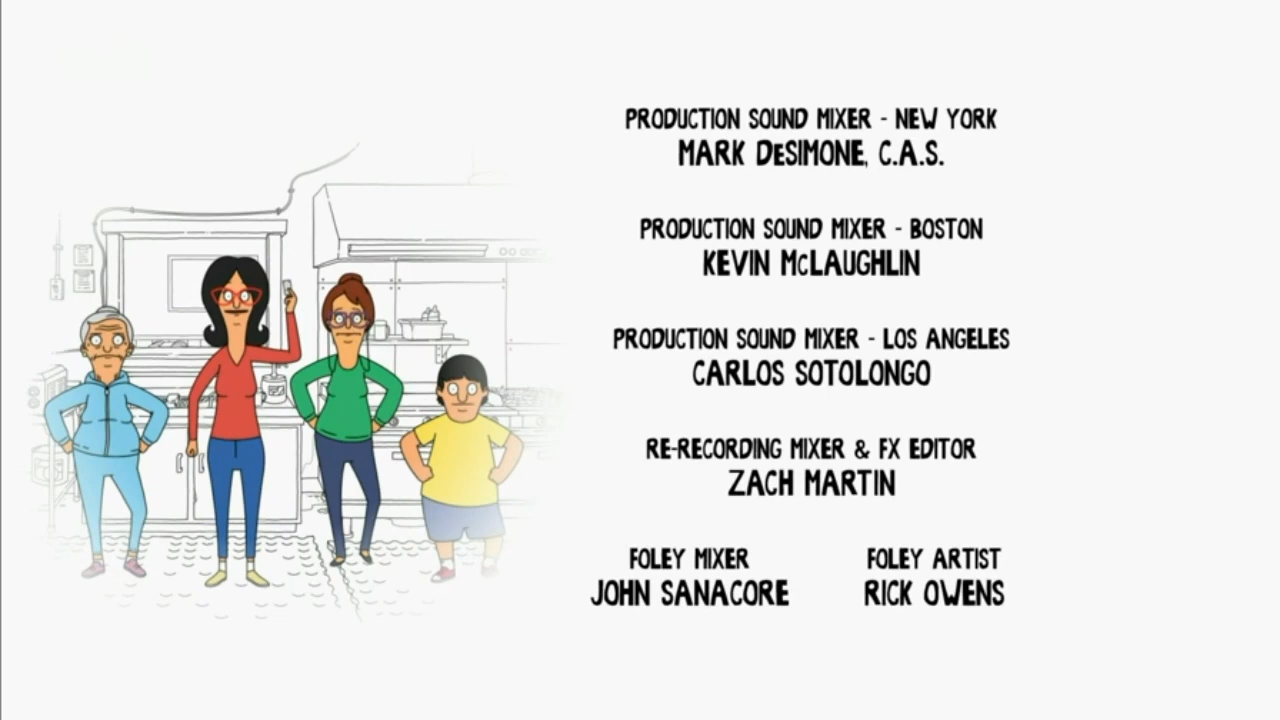 PRODUCTION SOUND MIXER - NEW YORK
MARK DeSIMONE, C.A.S.
PRODUCTION SOUND MIXER - BOSTON
KEVIN McLAUGHLIN
PRODUCTION SOUND MIXER - LOS ANGELES
CARLOS SOTOLONGO
RE-RECORDING MIXER & FX EDITOR
ZACH MARTIN
FOLEY MIXER FOLEY ARTIST
JOHN SANACORE RICK OWENS